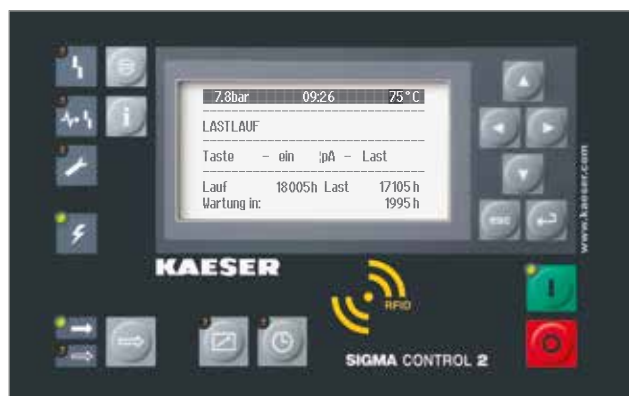 7.8bar 09:26 75°C
LASTLAUF
Taste – ein ¦pA – Last
Lauf 18005h Last 17105h
Wartung in: 1995h
esc
www.kaeser.com
KAESER
RFID
I
O
SIGMA CONTROL 2